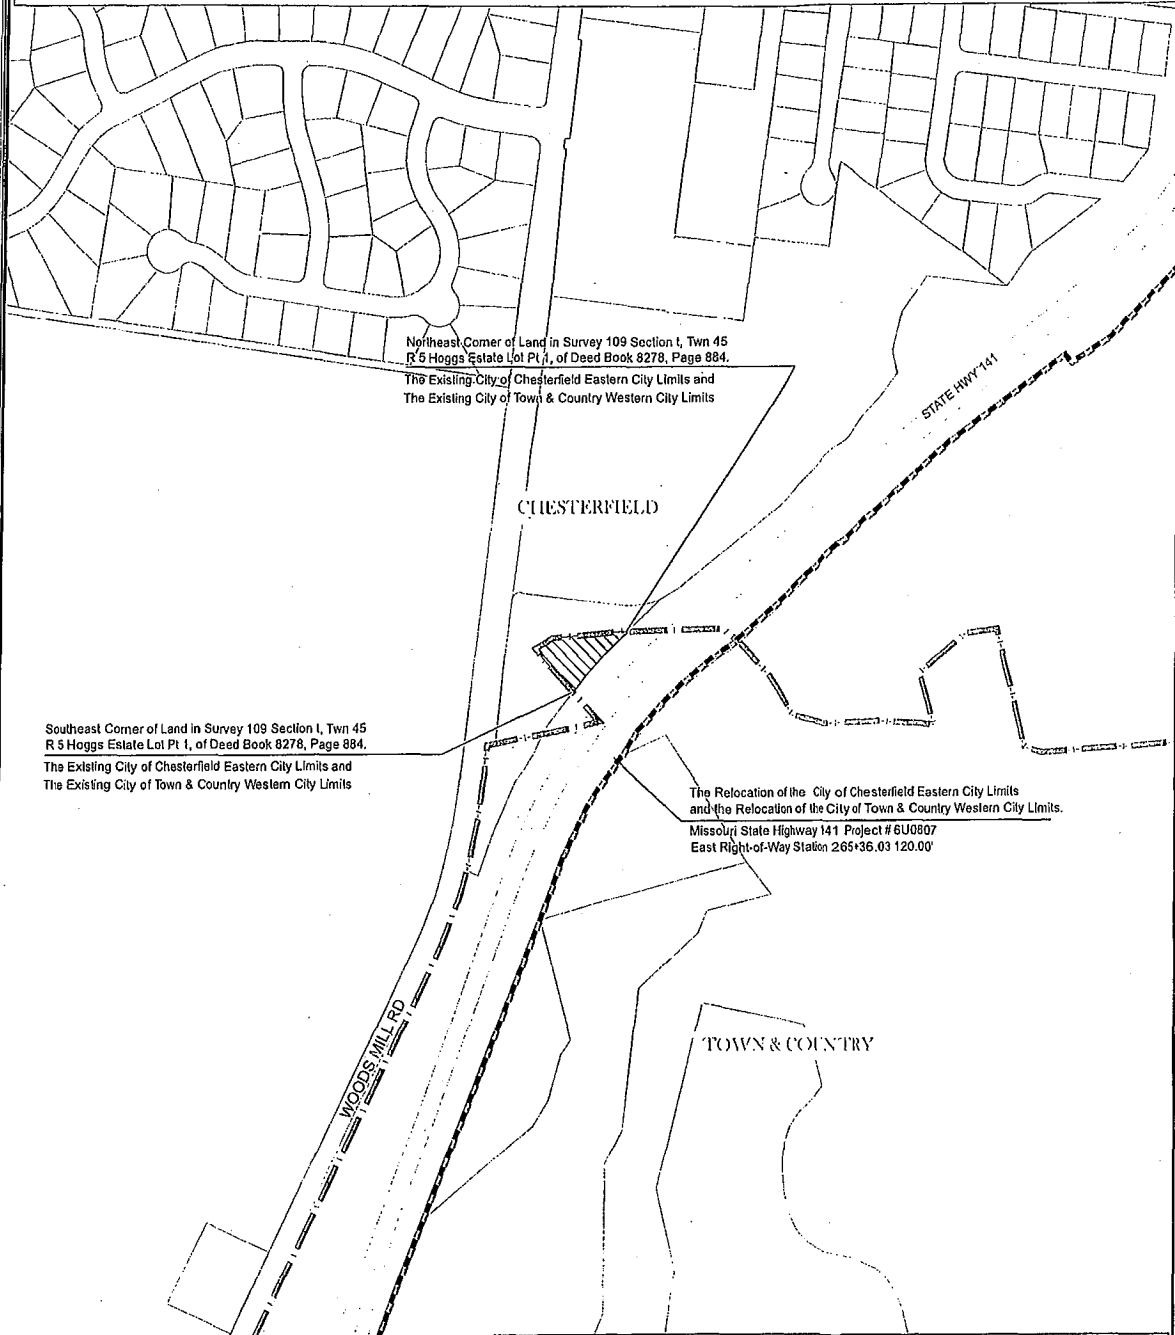 Northeast Corner of Land in Survey 109 Section I, Twn 45
R 5 Hoggs Estate Lot Pt 1, of Deed Book 8278, Page 884.
The Existing City of Chesterfield Eastern City Limits and
The Existing City of Town & Country Western City Limits
STATE HWY 141
CHESTERFIELD
Southeast Corner of Land in Survey 109 Section I, Twn 45
R 5 Hoggs Estate Lot Pt 1, of Deed Book 8278, Page 884.
The Existing City of Chesterfield Eastern City Limits and
The Existing City of Town & Country Western City Limits
The Relocation of the City of Chesterfield Eastern City Limits
and the Relocation of the City of Town & Country Western City Limits.
Missouri State Highway 141 Project # 6U0807
East Right-of-Way Station 265+36.03 120.00'
WOODS MILL RD
TOWN & COUNTRY